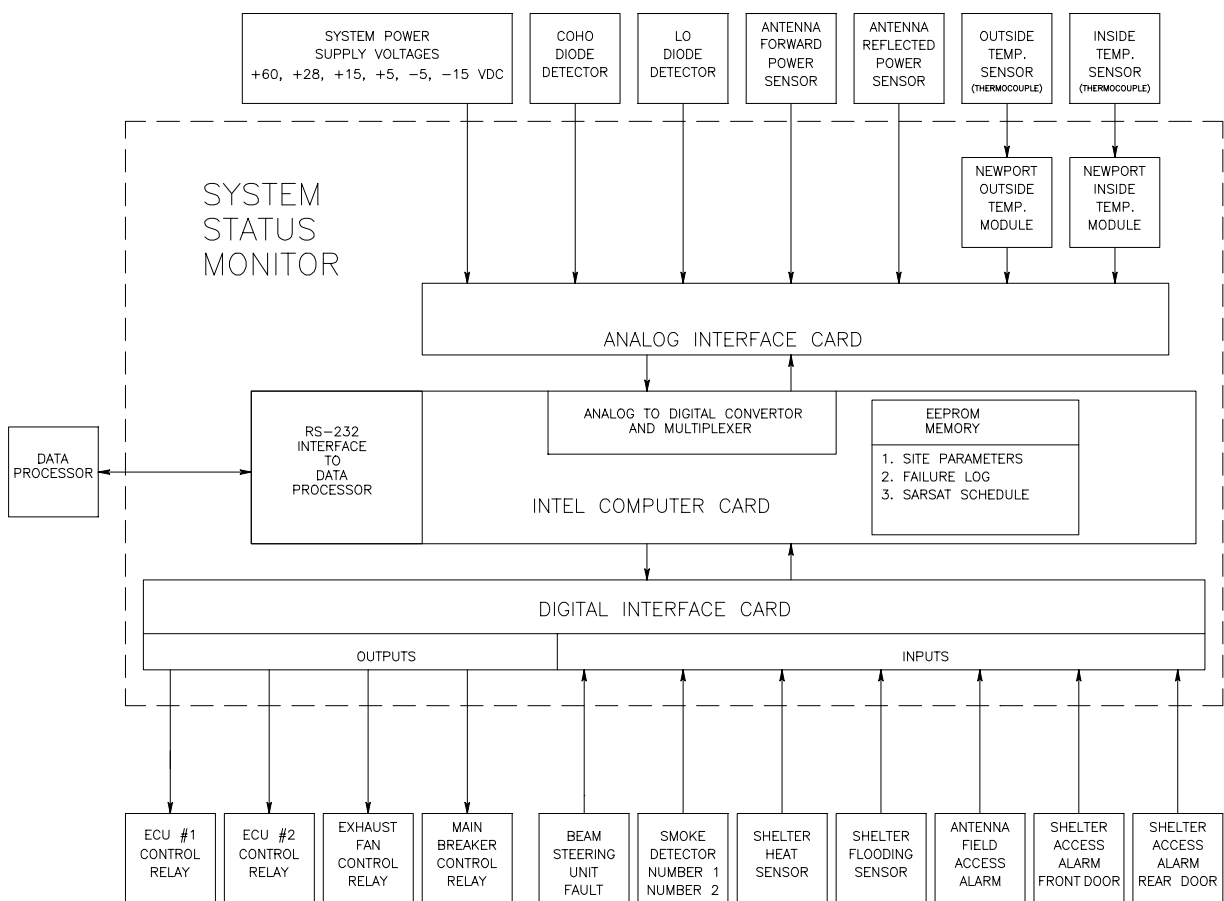 SYSTEM POWER
SUPPLY VOLTAGES
+60, +28, +15, +5, −5, −15 VDC
COHO
DIODE
DETECTOR
LO
DIODE
DETECTOR
ANTENNA
FORWARD
POWER
SENSOR
ANTENNA
REFLECTED
POWER
SENSOR
OUTSIDE
TEMP.
SENSOR
(THERMOCOUPLE)
INSIDE
TEMP.
SENSOR
(THERMOCOUPLE)
SYSTEM
STATUS
MONITOR
NEWPORT
OUTSIDE
TEMP.
MODULE
NEWPORT
INSIDE
TEMP.
MODULE
ANALOG INTERFACE CARD
DATA
PROCESSOR
RS−232
INTERFACE
TO
DATA
PROCESSOR
ANALOG TO DIGITAL CONVERTOR
AND MULTIPLEXER
EEPROM
MEMORY
1. SITE PARAMETERS
2. FAILURE LOG
3. SARSAT SCHEDULE
INTEL COMPUTER CARD
DIGITAL INTERFACE CARD
OUTPUTS
INPUTS
ECU #1
CONTROL
RELAY
ECU #2
CONTROL
RELAY
EXHAUST
FAN
CONTROL
RELAY
MAIN
BREAKER
CONTROL
RELAY
BEAM
STEERING
UNIT
FAULT
SMOKE
DETECTOR
NUMBER 1
NUMBER 2
SHELTER
HEAT
SENSOR
SHELTER
FLOODING
SENSOR
ANTENNA
FIELD
ACCESS
ALARM
SHELTER
ACCESS
ALARM
FRONT DOOR
SHELTER
ACCESS
ALARM
REAR DOOR